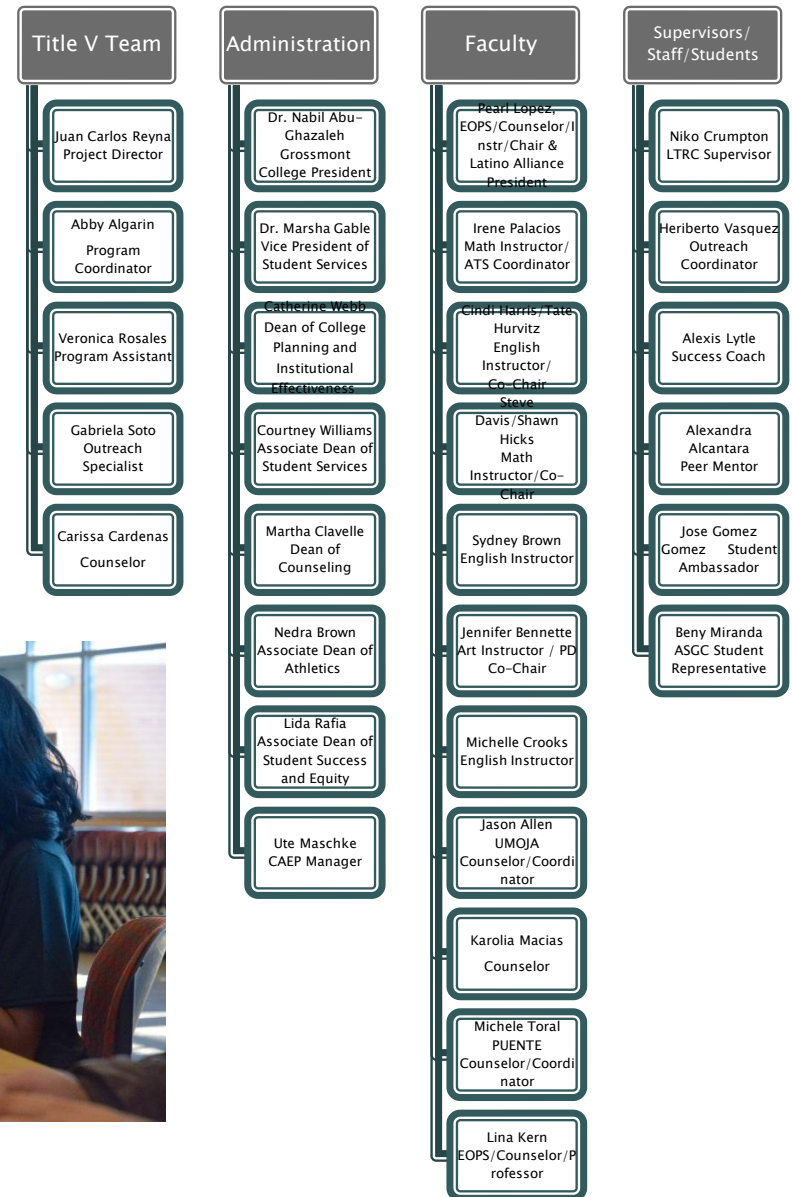 Title V Team
Juan Carlos Reyna
Project Director
Abby Algarin
Program
Coordinator
Veronica Rosales
Program Assistant
Gabriela Soto
Outreach
Specialist
Carissa Cardenas
Counselor
Administration
Dr. Nabil Abu-
Ghazaleh
Grossmont
College President
Dr. Marsha Gable
Vice President of
Student Services
Catherine Webb
Dean of College
Planning and
Institutional
Effectiveness
Courtney Williams
Associate Dean of
Student Services
Martha Clavelle
Dean of
Counseling
Nedra Brown
Associate Dean of
Athletics
Lida Rafia
Associate Dean of
Student Success
and Equity
Ute Maschke
CAEP Manager
Faculty
Pearl Lopez,
EOPS/Counselor/I
nstr/Chair &
Latino Alliance
President
Irene Palacios
Math Instructor/
ATS Coordinator
Cindi Harris/Tate
Hurvitz
English
Instructor/
Co-Chair
Steve
Davis/Shawn
Hicks
Math
Instructor/Co-
Chair
Sydney Brown
English Instructor
Jennifer Bennette
Art Instructor / PD
Co-Chair
Michelle Crooks
English Instructor
Jason Allen
UMOJA
Counselor/Coordi
nator
Karolia Macias
Counselor
Michele Toral
PUENTE
Counselor/Coordi
nator
Lina Kern
EOPS/Counselor/P
rofessor
Supervisors/
Staff/Students
Niko Crumpton
LTRC Supervisor
Heriberto Vasquez
Outreach
Coordinator
Alexis Lytle
Success Coach
Alexandra
Alcantara
Peer Mentor
Jose Gomez
Gomez Student
Ambassador
Beny Miranda
ASGC Student
Representative